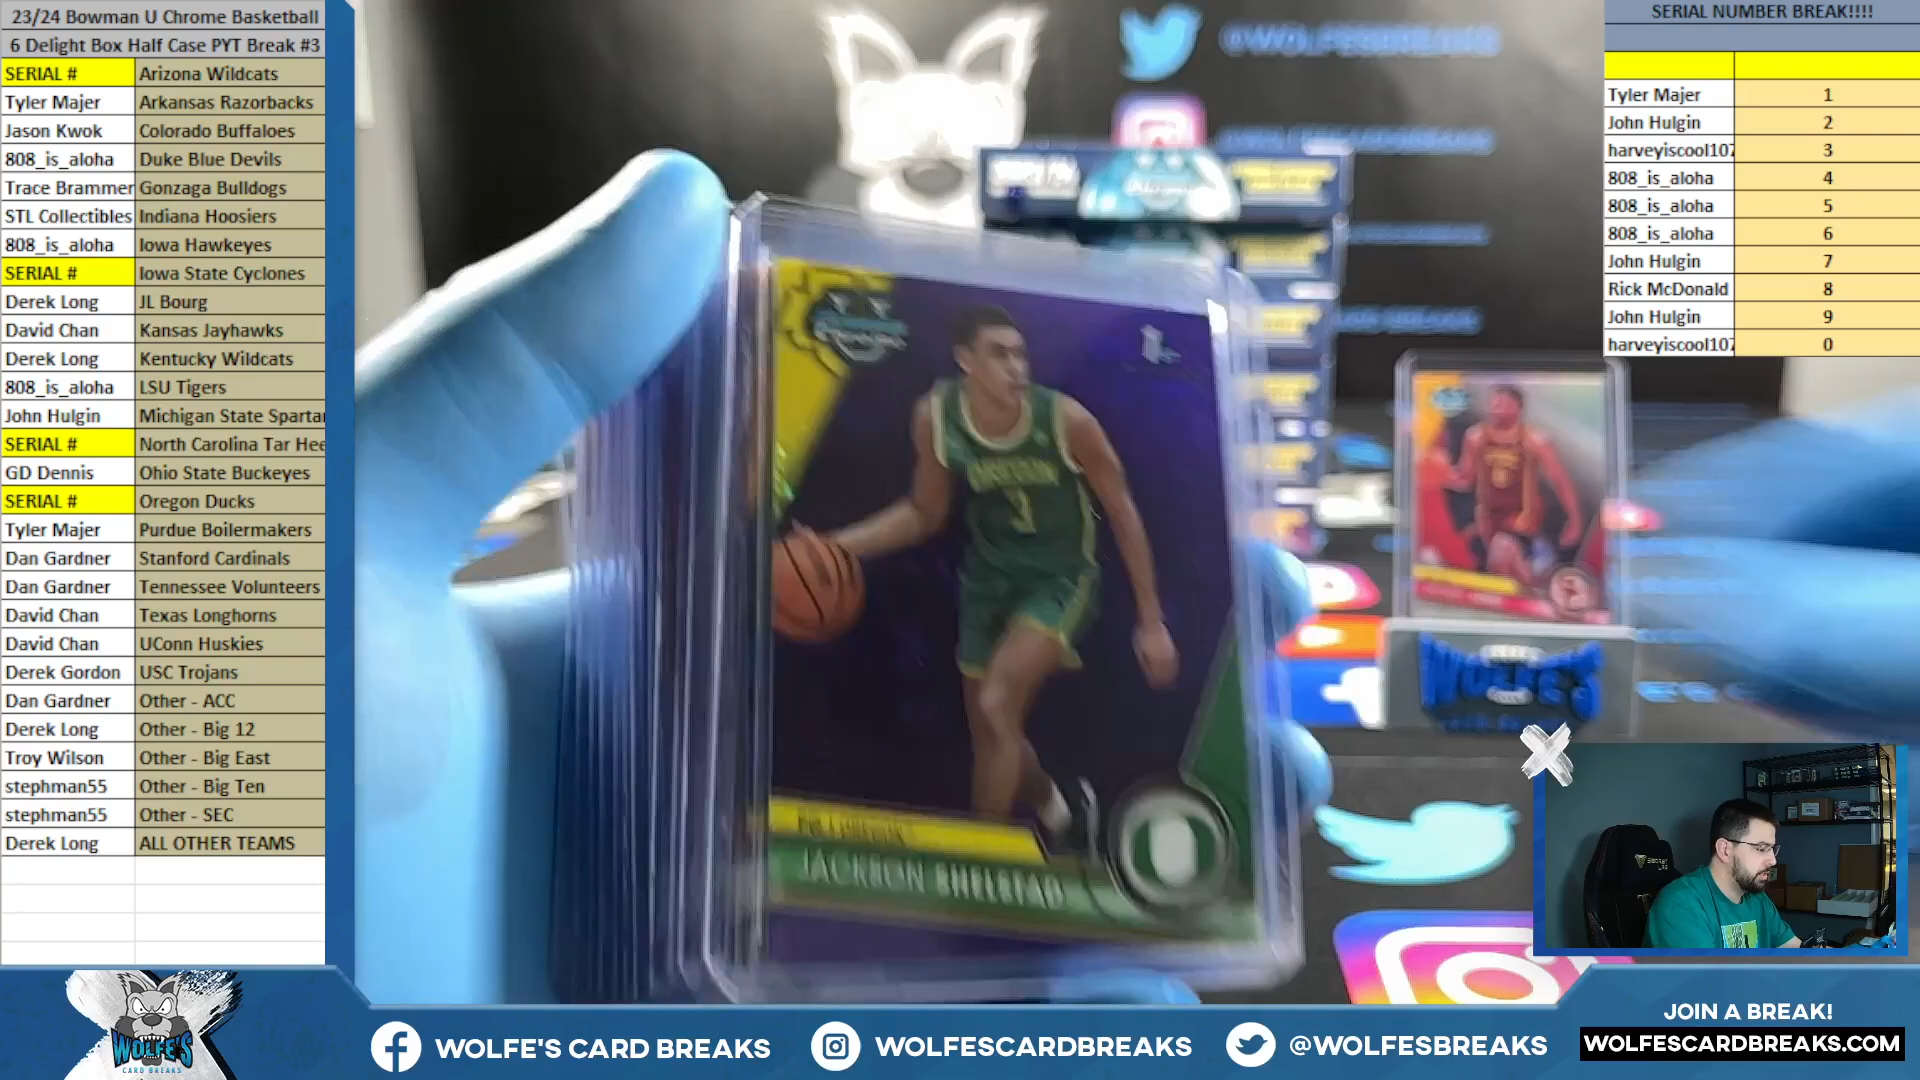 23/24 Bowman U Chrome Basketball
6 Delight Box Half Case PYT Break #3
SERIAL # Arizona Wildcats
Tyler Majer Arkansas Razorbacks
Jason Kwok Colorado Buffaloes
808_is_aloha Duke Blue Devils
Trace Brammer Gonzaga Bulldogs
STL Collectibles Indiana Hoosiers
808_is_aloha Iowa Hawkeyes
SERIAL # Iowa State Cyclones
Derek Long JL Bourg
David Chan Kansas Jayhawks
Derek Long Kentucky Wildcats
808_is_aloha LSU Tigers
John Hulgin Michigan State Spartan
SERIAL # North Carolina Tar Hee
GD Dennis Ohio State Buckeyes
SERIAL # Oregon Ducks
Tyler Majer Purdue Boilermakers
Dan Gardner Stanford Cardinals
Dan Gardner Tennessee Volunteers
David Chan Texas Longhorns
David Chan UConn Huskies
Derek Gordon USC Trojans
Dan Gardner Other - ACC
Derek Long Other - Big 12
Troy Wilson Other - Big East
stephman55 Other - Big Ten
stephman55 Other - SEC
Derek Long ALL OTHER TEAMS
SERIAL NUMBER BREAK!!!!
Tyler Majer 1
John Hulgin 2
harveyiscool107 3
808_is_aloha 4
808_is_aloha 5
808_is_aloha 6
John Hulgin 7
Rick McDonald 8
John Hulgin 9
harveyiscool107 0
@WOLFESBREAKS
OREGON
3
JACKSON SHELSTAD
WOLFE'S
WOLFE'S
CARD BREAKS
WOLFE'S CARD BREAKS
WOLFESCARDBREAKS
@WOLFESBREAKS
JOIN A BREAK!
WOLFESCARDBREAKS.COM